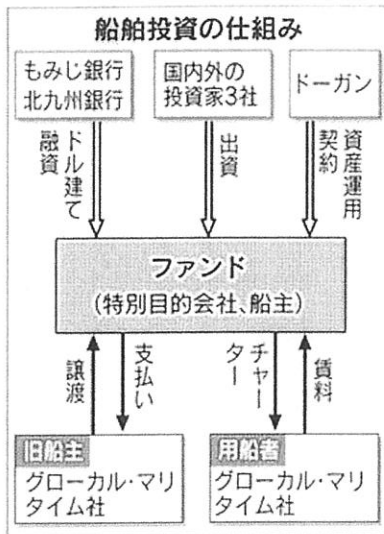 船舶投資の仕組み
もみじ銀行
北九州銀行
国内外の
投資家3社
ドーガン
ドル建て
融資
出資
資産運用
契約
ファンド
(特別目的会社、船主)
譲渡
支払い
チャー
ター
賃料
旧船主
グローカル・マリ
タイム社
用船者
グローカル・マリ
タイム社